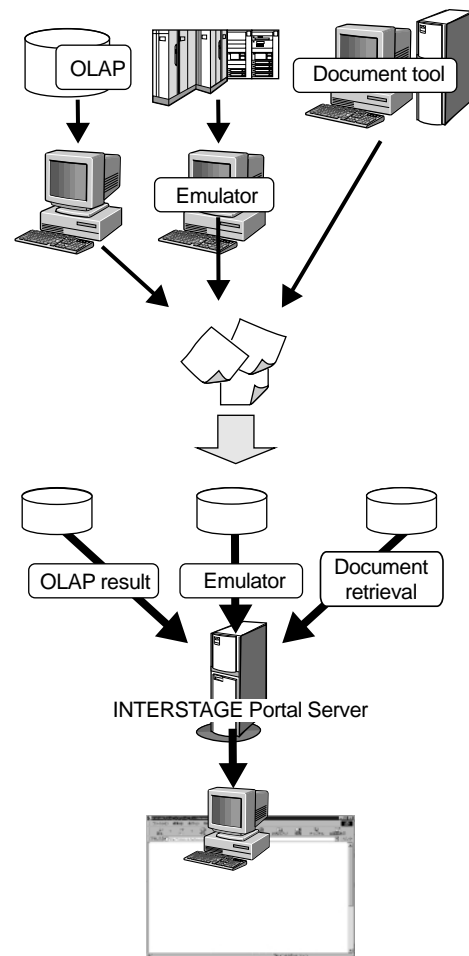 OLAP
Document tool
Emulator
OLAP result
Emulator
Document
retrieval
INTERSTAGE Portal Server